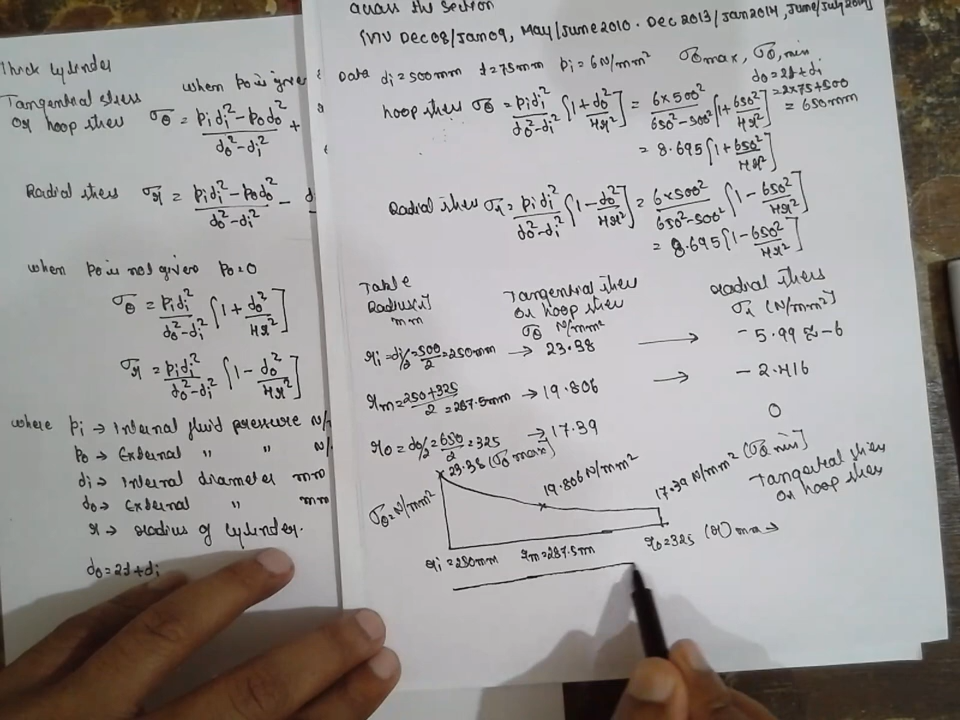 Thick Cylinder
Tangential stress
or hoop stress
when Po is given
σθ = Pidi² - Podo² / do² - di² +
Radial stress σr = Pidi² - Podo² / do² - di² -
when Po is not given Po=0
σθ = Pidi² / do² - di² [1 + do² / 4r²]
σr = Pidi² / do² - di² [1 - do² / 4r²]
where Pi → Internal fluid pressure N/
Po → External " " N/
di → Internal diameter mm
do → External " mm
r → radius of cylinder.
do = 2t + di
across the section
(VTU Dec08/Jan09, May/June2010. Dec 2013/Jan2014, June/July
Data di = 500mm t = 75mm Pi = 6N/mm² σθmax, σθ,min
do = 2t + di
= 2x75+500
= 650mm
hoop stress σθ = Pidi² / do² - di² [1 + do² / 4r²] = 6x500² / 650² - 500² [1 + 650² / 4r²]
= 8.695 [1 + 650² / 4r²]
Radial stress σr = Pidi² / do² - di² [1 - do² / 4r²] = 6x500² / 650² - 500² [1 - 650² / 4r²]
= 8.695 [1 - 650² / 4r²]
Table
Radius(r) mm
Tangential stress or hoop stress σθ N/mm²
Radial stress σr (N/mm²)
ri = di/2 = 500/2 = 250mm → 23.38 → -5.99 ≈ -6
rm = 250+325 / 2 = 287.5mm → 19.806 → -2.416
ro = do/2 = 650/2 = 325 → 17.39 0
23.38 (σθ max)
19.806 N/mm²
17.39 N/mm² (σθ min)
Tangential stress
or hoop stress
σθ = N/mm²
ri = 250mm rm = 287.5m ro = 325 (r) mm →